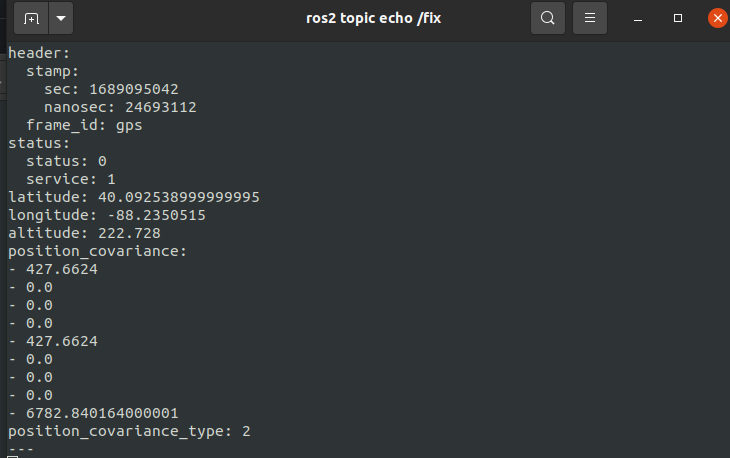 ros2 topic echo /fix
header:
  stamp:
    sec: 1689095042
    nanosec: 24693112
  frame_id: gps
status:
  status: 0
  service: 1
latitude: 40.092538999999995
longitude: -88.2350515
altitude: 222.728
position_covariance:
- 427.6624
- 0.0
- 0.0
- 0.0
- 427.6624
- 0.0
- 0.0
- 0.0
- 6782.840164000001
position_covariance_type: 2
---